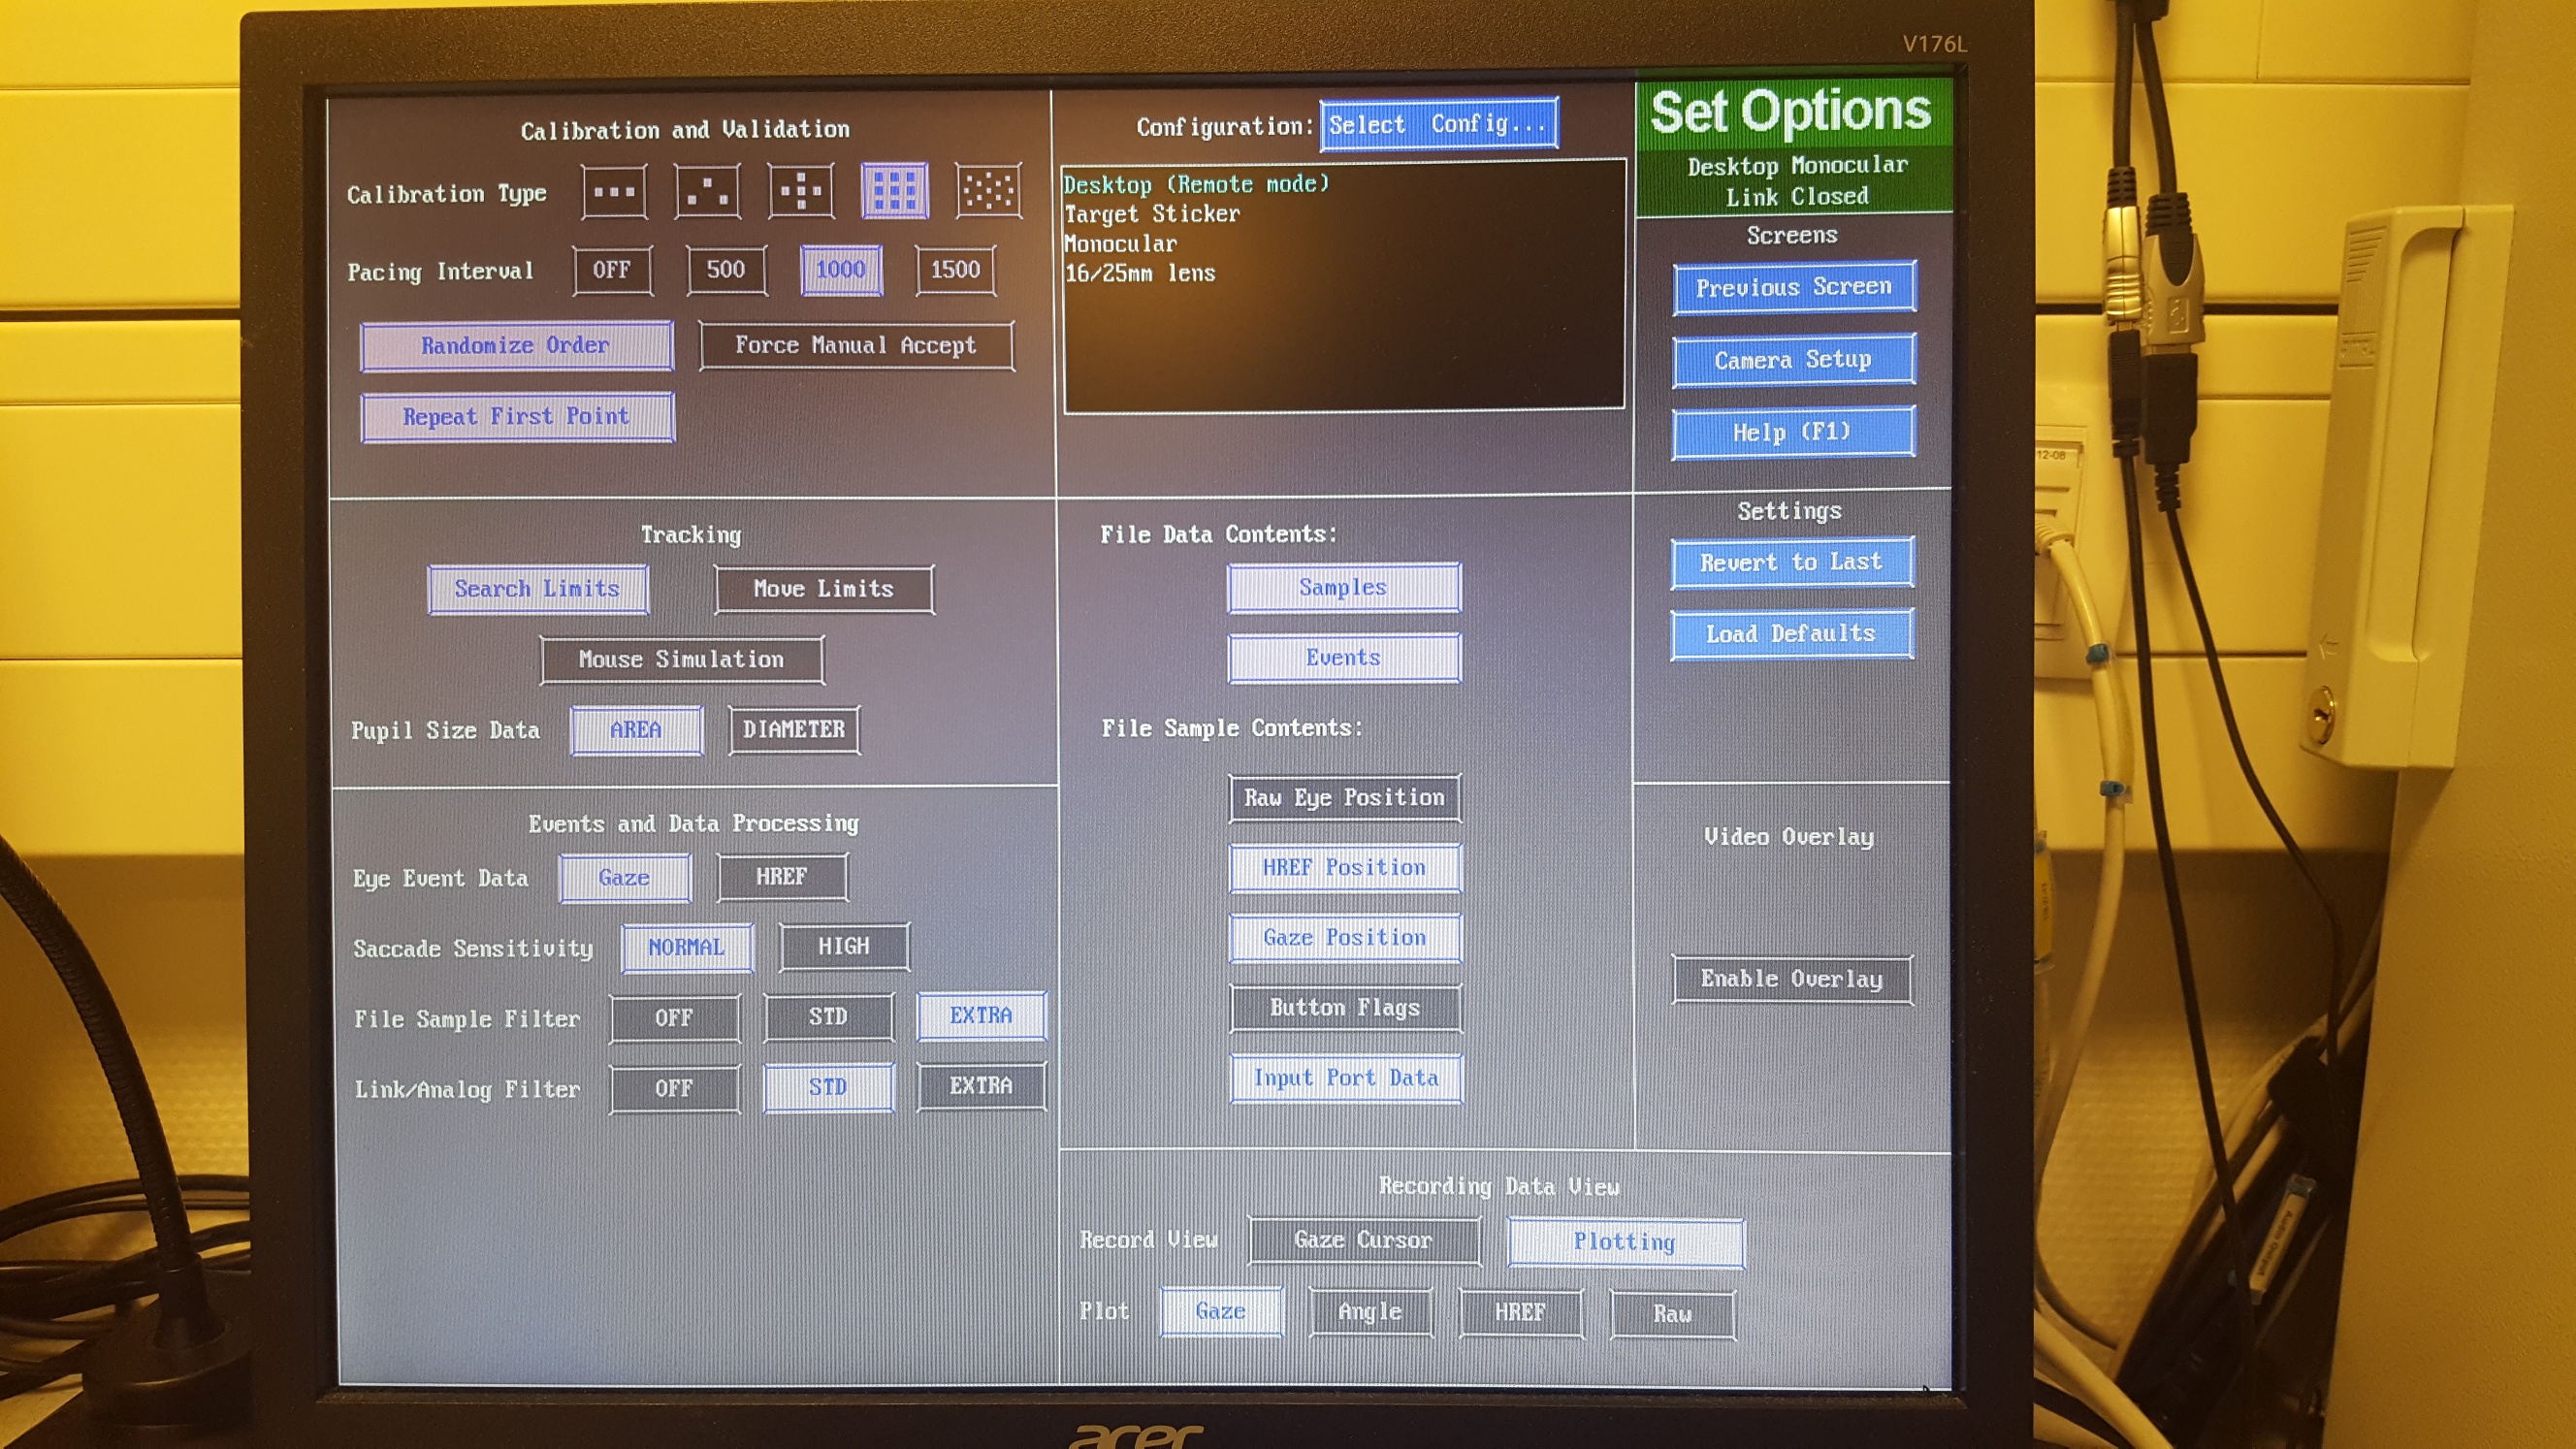 V176L
Calibration and Validation
Calibration Type
Pacing Interval OFF 500 1000 1500
Randomize Order Force Manual Accept
Repeat First Point
Configuration: Select Config...
Desktop (Remote mode)
Target Sticker
Monocular
16/25mm lens
Set Options
Desktop Monocular
Link Closed
Screens
Previous Screen
Camera Setup
Help (F1)
Tracking
Search Limits Move Limits
Mouse Simulation
Pupil Size Data AREA DIAMETER
File Data Contents:
Samples
Events
File Sample Contents:
Raw Eye Position
HREF Position
Gaze Position
Button Flags
Input Port Data
Settings
Revert to Last
Load Defaults
Events and Data Processing
Eye Event Data Gaze HREF
Saccade Sensitivity NORMAL HIGH
File Sample Filter OFF STD EXTRA
Link/Analog Filter OFF STD EXTRA
Video Overlay
Enable Overlay
Recording Data View
Record View Gaze Cursor Plotting
Plot Gaze Angle HREF Raw
acer
12-08